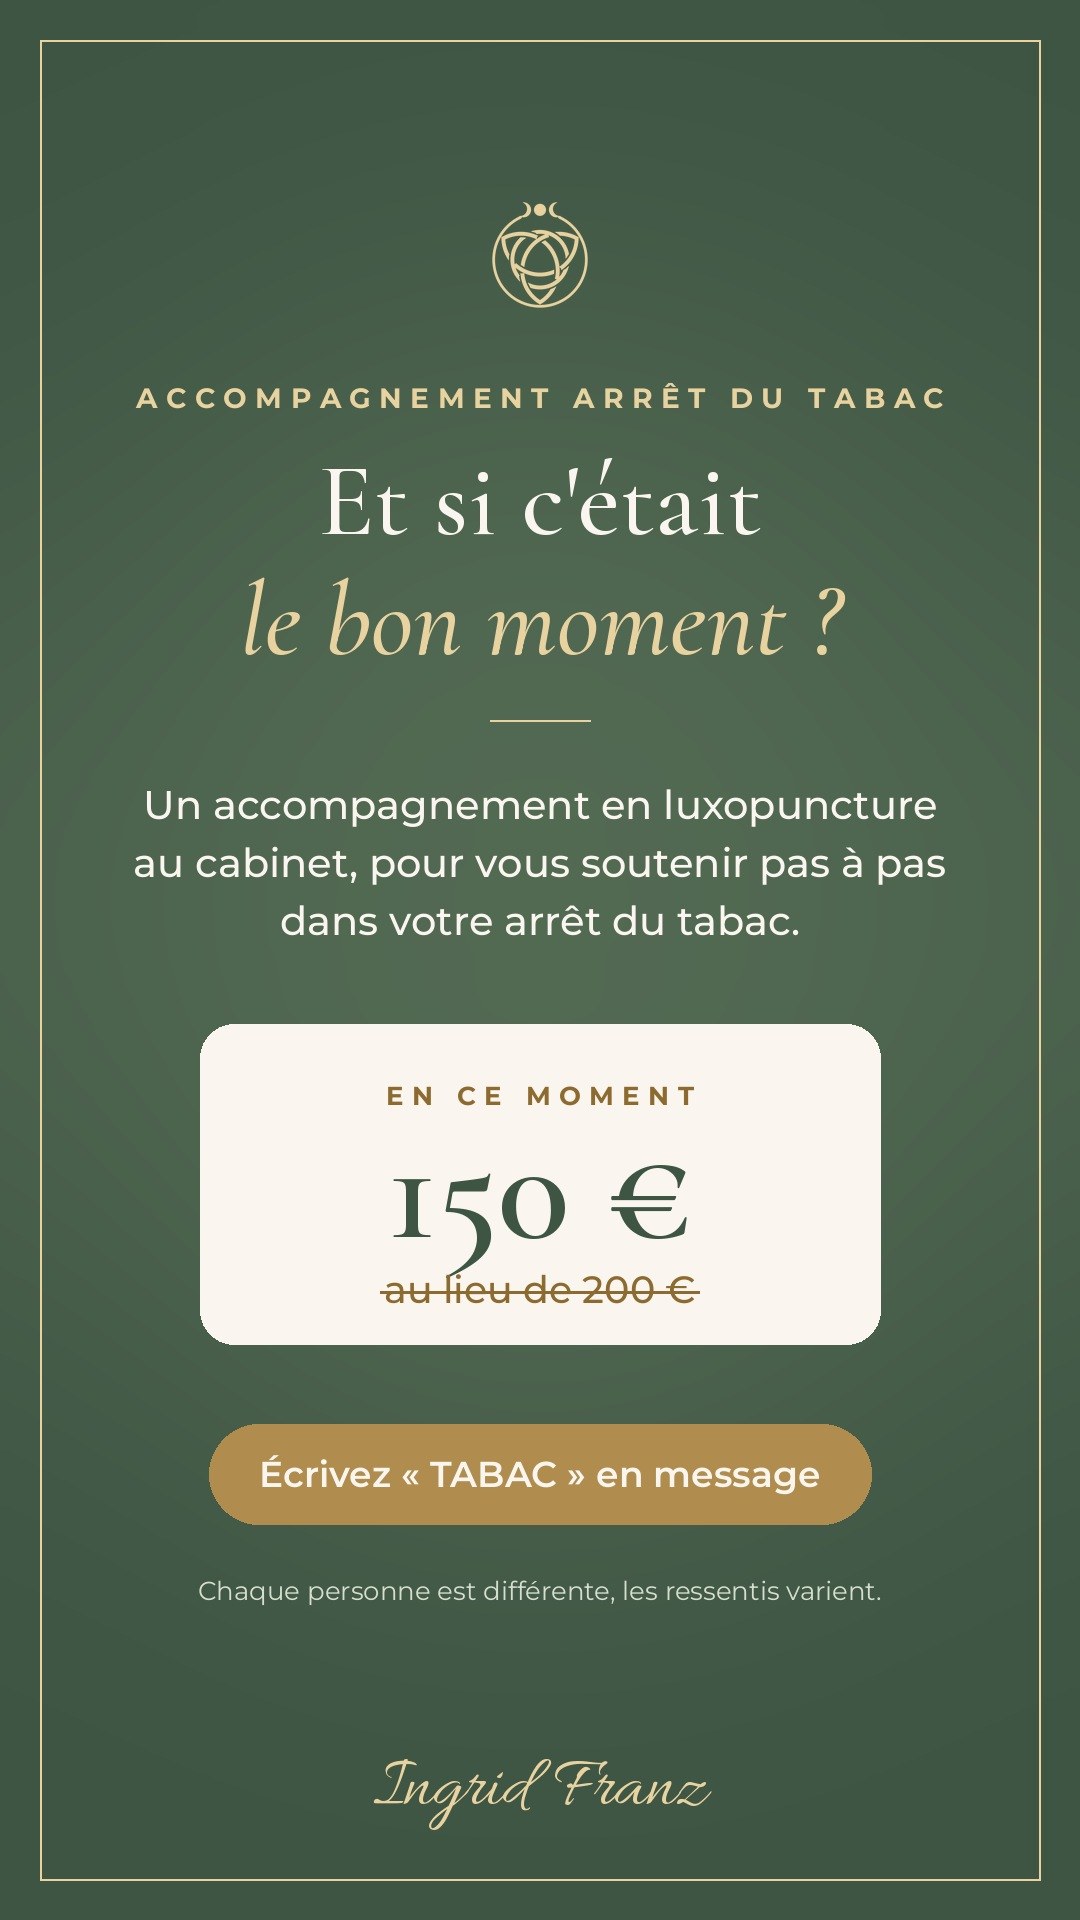 ACCOMPAGNEMENT ARRÊT DU TABAC
Et si c'était
le bon moment ?
Un accompagnement en luxopuncture
au cabinet, pour vous soutenir pas à pas
dans votre arrêt du tabac.
EN CE MOMENT
150 €
au lieu de 200 €
Écrivez « TABAC » en message
Chaque personne est différente, les ressentis varient.
Ingrid Franz